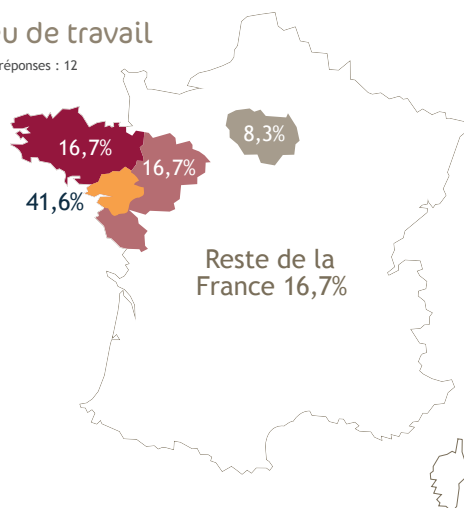 u de travail
réponses : 12
16,7%
8,3%
16,7%
41,6%
Reste de la
France 16,7%